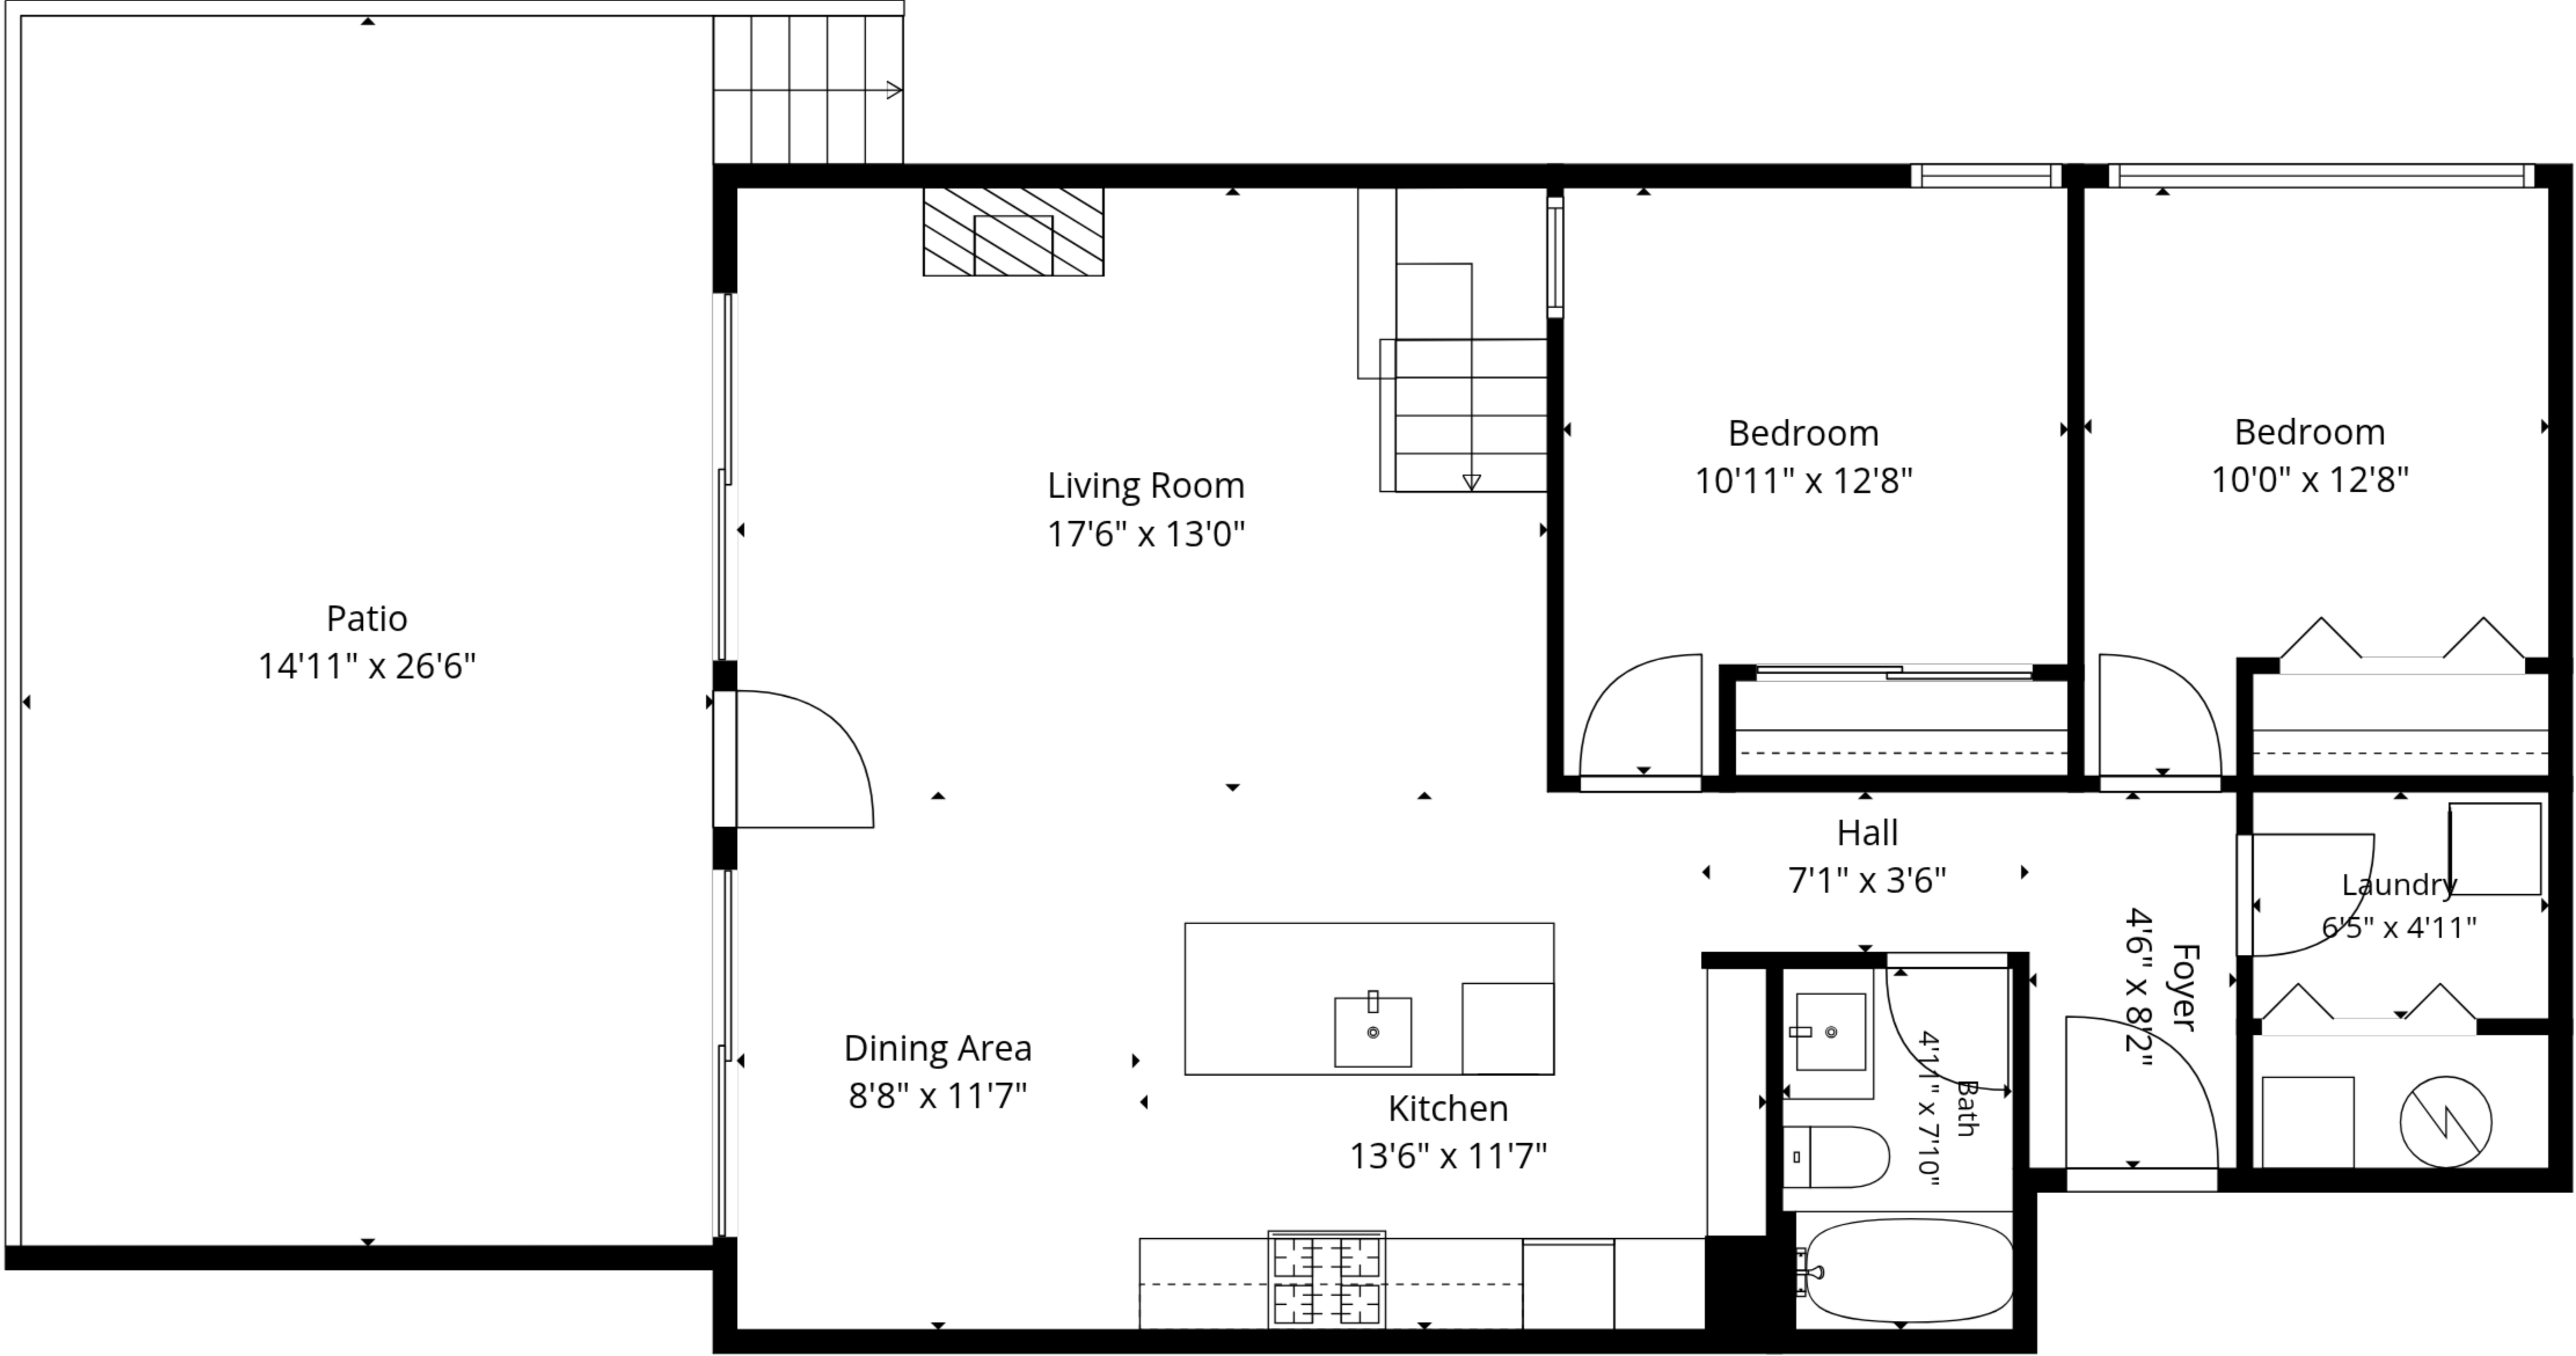 Living Room
17'6" x 13'0"
Bedroom
10'11" x 12'8"
Bedroom
10'0" x 12'8"
Patio
14'11" x 26'6"
Hall
7'1" x 3'6"
Laundry
6'5" x 4'11"
Foyer
4'6" x 8'2"
Dining Area
8'8" x 11'7"
Kitchen
13'6" x 11'7"
Bath
4'11" x 7'10"